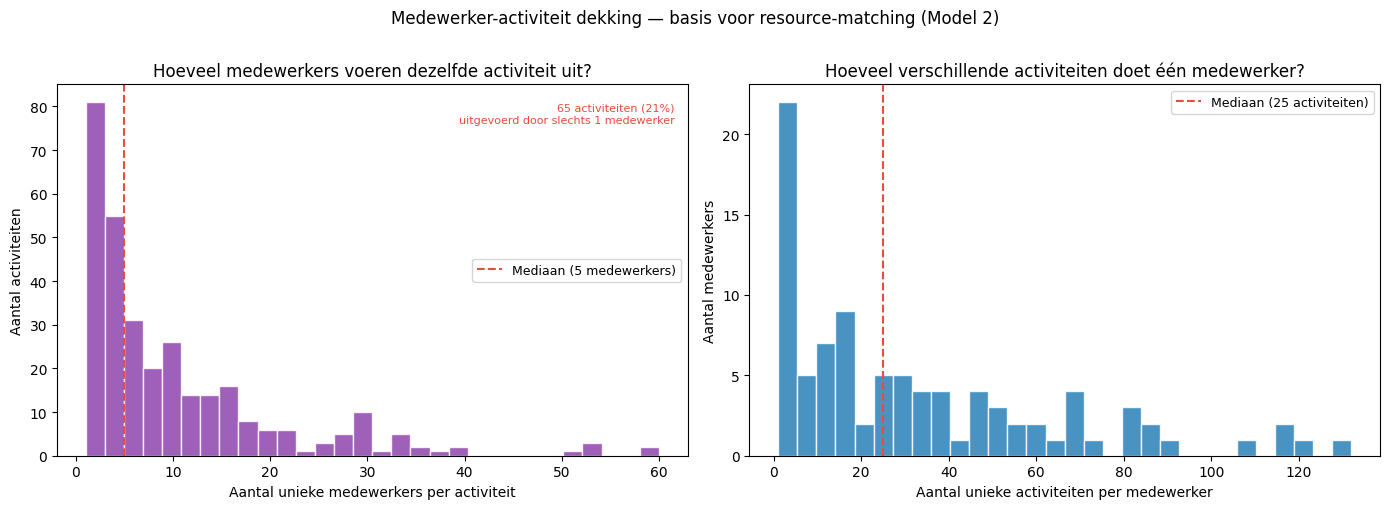 Medewerker-activiteit dekking — basis voor resource-matching (Model 2)
Hoeveel medewerkers voeren dezelfde activiteit uit?
65 activiteiten (21%)
uitgevoerd door slechts 1 medewerker
Mediaan (5 medewerkers)
Aantal activiteiten
80
70
60
50
40
30
20
10
0
0 10 20 30 40 50 60
Aantal unieke medewerkers per activiteit
Hoeveel verschillende activiteiten doet één medewerker?
Mediaan (25 activiteiten)
Aantal medewerkers
20
15
10
5
0
0 20 40 60 80 100 120
Aantal unieke activiteiten per medewerker